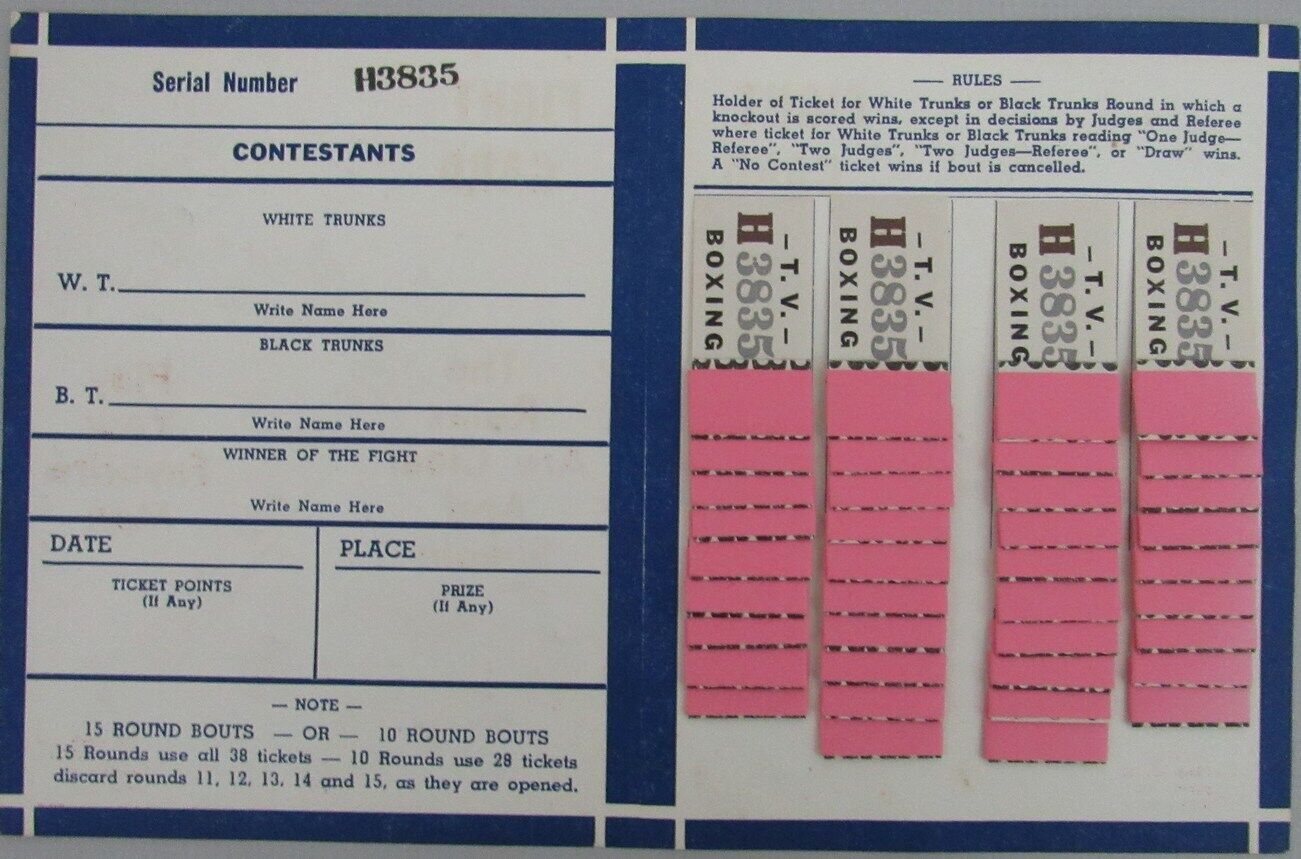 Serial Number H3835
CONTESTANTS
WHITE TRUNKS
W. T.
Write Name Here
BLACK TRUNKS
B. T.
Write Name Here
WINNER OF THE FIGHT
Write Name Here
DATE
TICKET POINTS
(If Any)
PLACE
PRIZE
(If Any)
— NOTE —
15 ROUND BOUTS — OR — 10 ROUND BOUTS
15 Rounds use all 38 tickets — 10 Rounds use 28 tickets
discard rounds 11, 12, 13, 14 and 15, as they are opened.
— RULES —
Holder of Ticket for White Trunks or Black Trunks Round in which a
knockout is scored wins, except in decisions by Judges and Referee
where ticket for White Trunks or Black Trunks reading "One Judge—
Referee", "Two Judges", "Two Judges—Referee", or "Draw" wins.
A "No Contest" ticket wins if bout is cancelled.
— T. V. —
H 3835
BOXING
— T. V. —
H 3835
BOXING
— T. V. —
H 3835
BOXING
— T. V. —
H 3835
BOXING